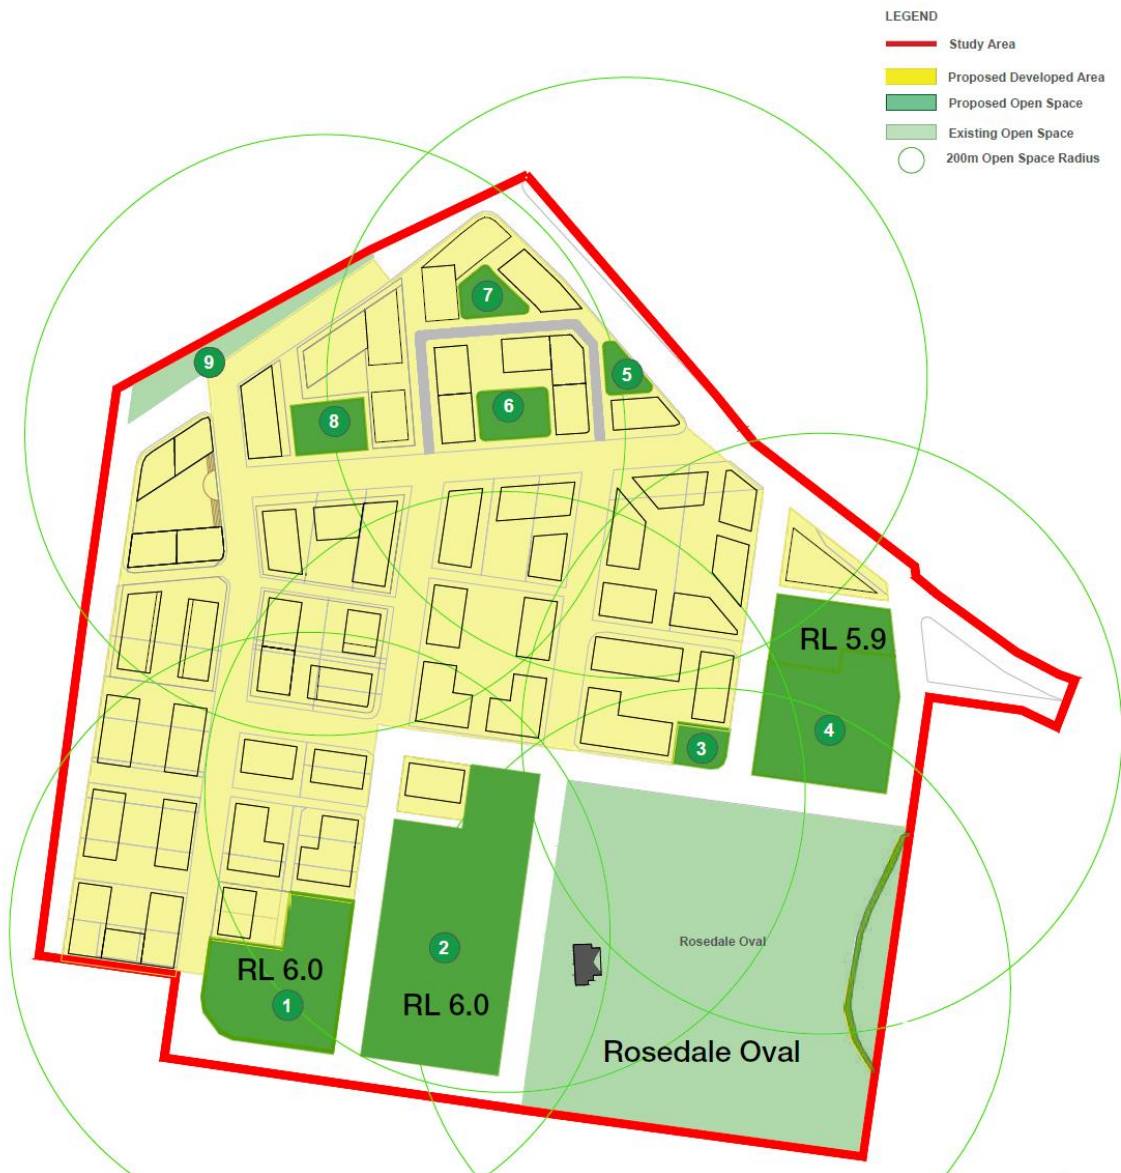 LEGEND
Study Area
Proposed Developed Area
Proposed Open Space
Existing Open Space
200m Open Space Radius
7
9
5
6
8
RL 5.9
4
3
Rosedale Oval
2
RL 6.0
1
RL 6.0
Rosedale Oval